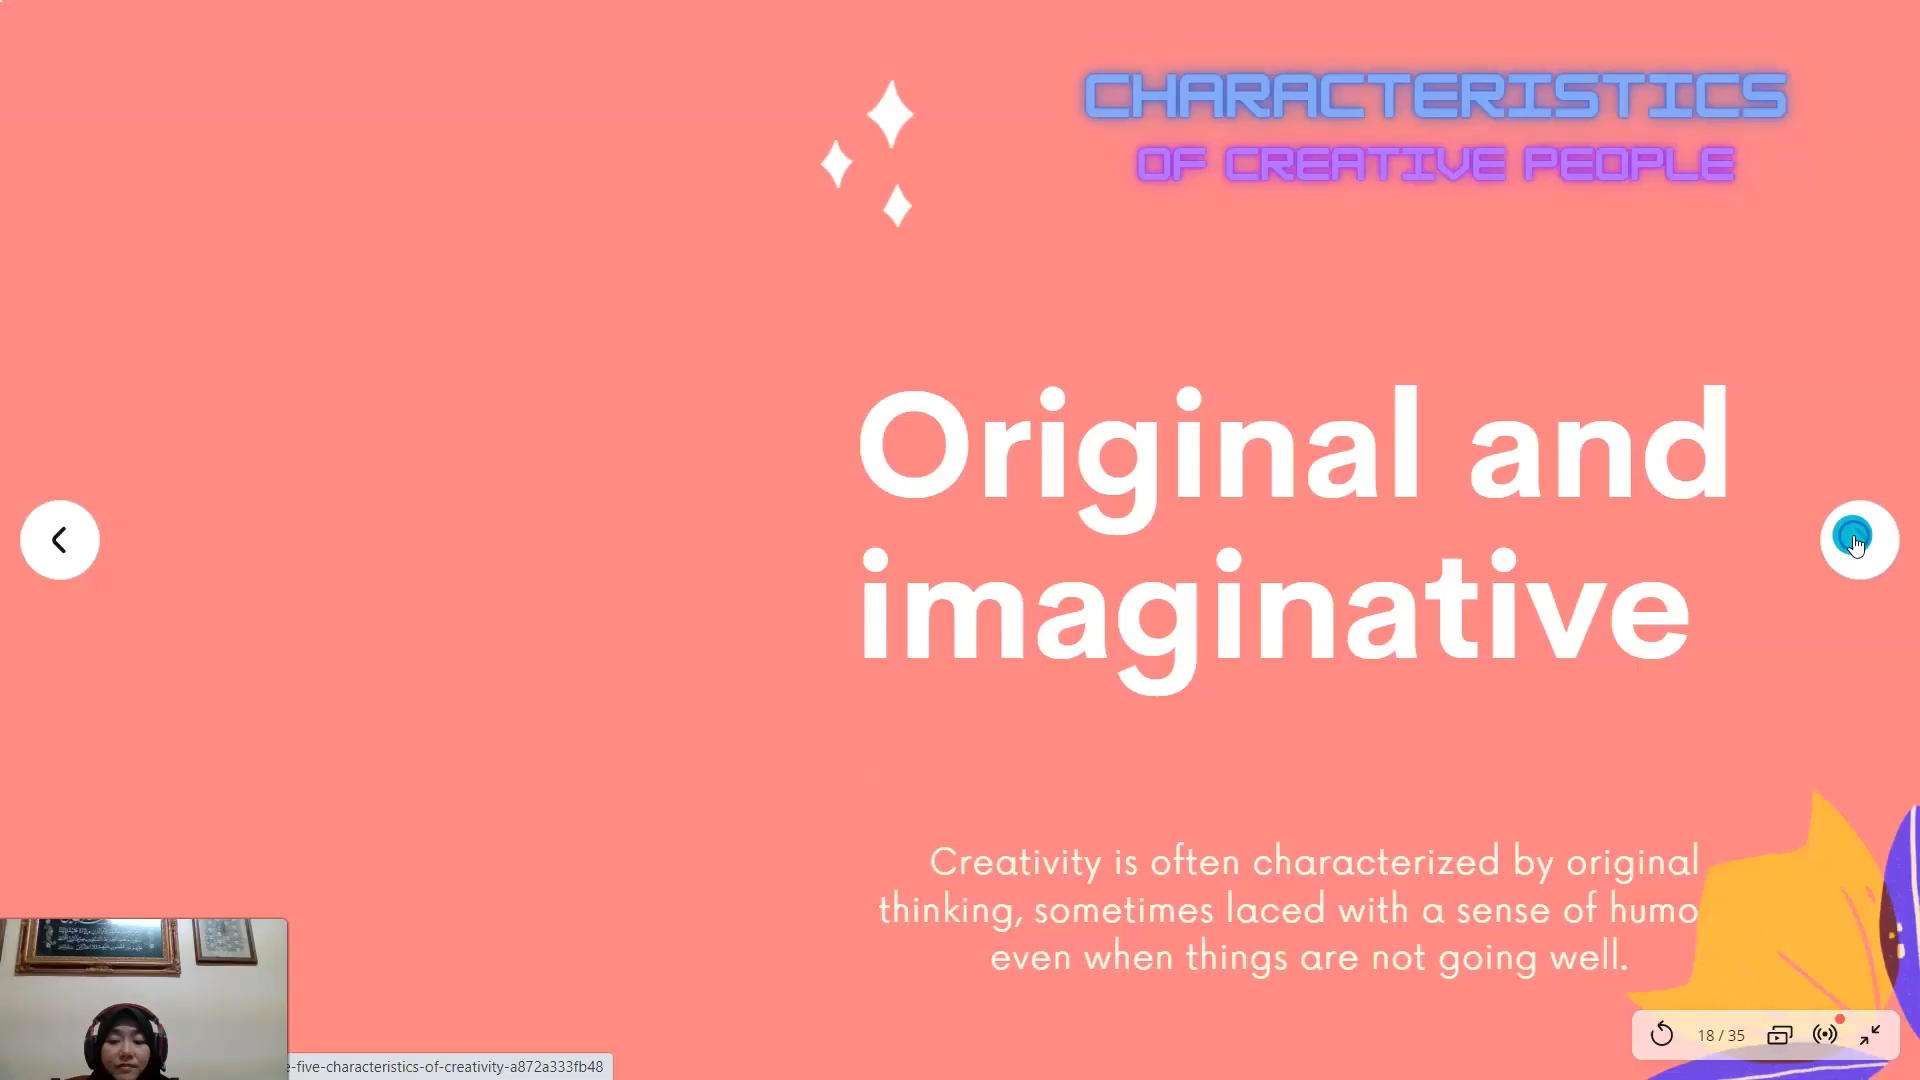 CHARACTERISTICS
OF CREATIVE PEOPLE
Original and
imaginative
Creativity is often characterized by original
thinking, sometimes laced with a sense of humo
even when things are not going well.
18 / 35
-five-characteristics-of-creativity-a872a333fb48